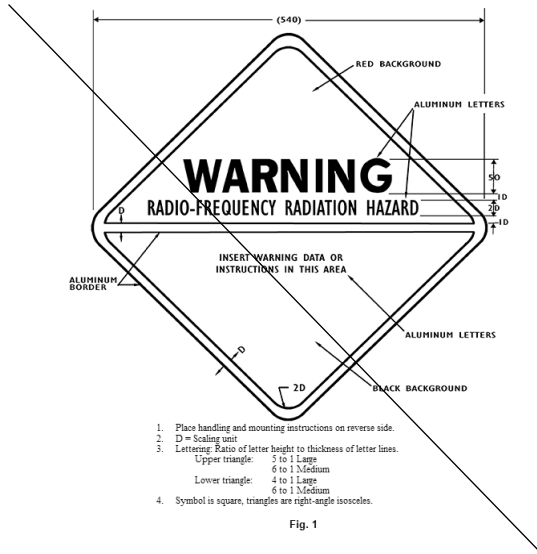 (540)
RED BACKGROUND
ALUMINUM LETTERS
WARNING
5D
1D
D
RADIO-FREQUENCY RADIATION HAZARD
2D
1D
INSERT WARNING DATA OR
INSTRUCTIONS IN THIS AREA
ALUMINUM
BORDER
ALUMINUM LETTERS
D
2D
BLACK BACKGROUND
1. Place handling and mounting instructions on reverse side.
2. D = Scaling unit
3. Lettering: Ratio of letter height to thickness of letter lines.
Upper triangle: 5 to 1 Large
6 to 1 Medium
Lower triangle: 4 to 1 Large
6 to 1 Medium
4. Symbol is square, triangles are right-angle isosceles.
Fig. 1